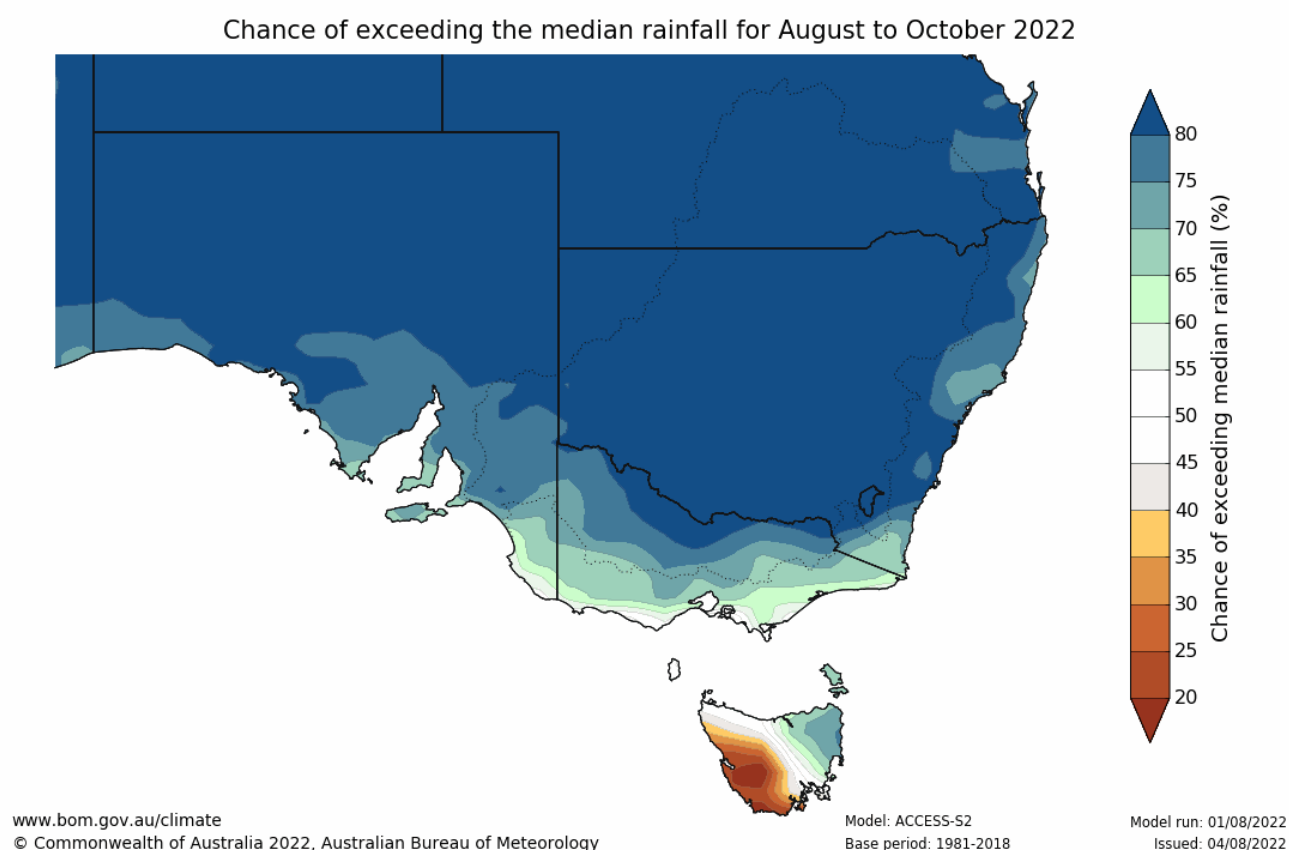 Chance of exceeding the median rainfall for August to October 2022
80
75
70
65
60
55
50
45
40
35
30
25
20
Chance of exceeding median rainfall (%)
www.bom.gov.au/climate
© Commonwealth of Australia 2022, Australian Bureau of Meteorology
Model: ACCESS-S2
Base period: 1981-2018
Model run: 01/08/2022
Issued: 04/08/2022